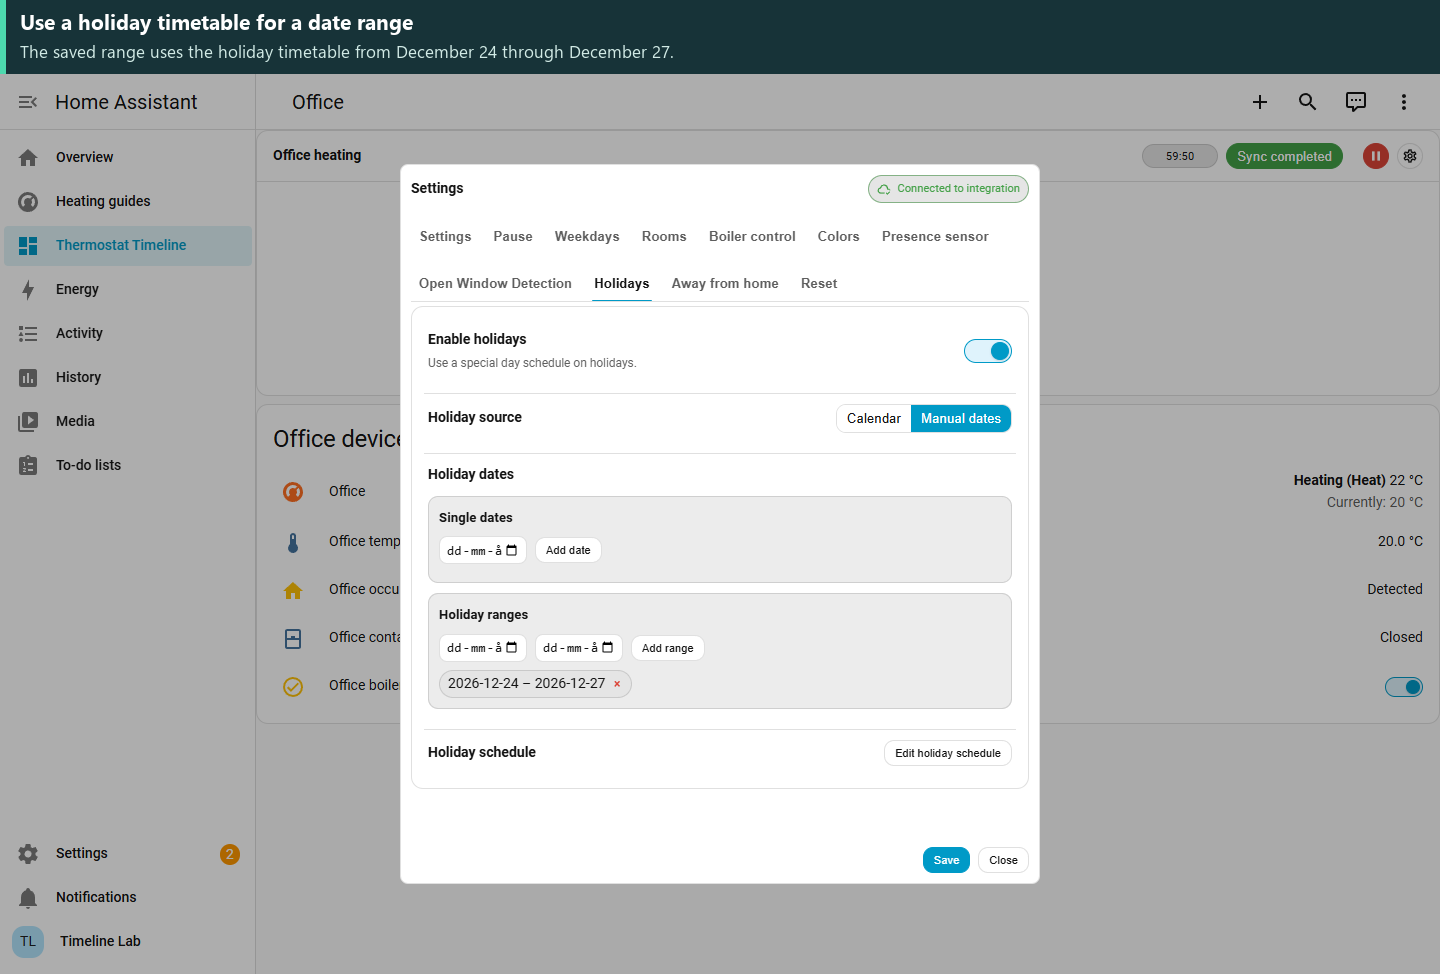 Use a holiday timetable for a date range
The saved range uses the holiday timetable from December 24 through December 27.
Home Assistant
Office
Overview
Heating guides
Thermostat Timeline
Energy
Activity
History
Media
To-do lists
Settings
2
Notifications
TL
Timeline Lab
Office heating
59:50
Sync completed
Settings
Connected to integration
Settings Pause Weekdays Rooms Boiler control Colors Presence sensor
Open Window Detection Holidays Away from home Reset
Enable holidays
Use a special day schedule on holidays.
Holiday source
Calendar Manual dates
Holiday dates
Single dates
dd-mm-å Add date
Holiday ranges
dd-mm-å dd-mm-å Add range
2026-12-24 – 2026-12-27 ×
Holiday schedule
Edit holiday schedule
Save Close
Office device
Office
Heating (Heat) 22 °C
Currently: 20 °C
Office temp
20.0 °C
Office occu
Detected
Office conta
Closed
Office boile